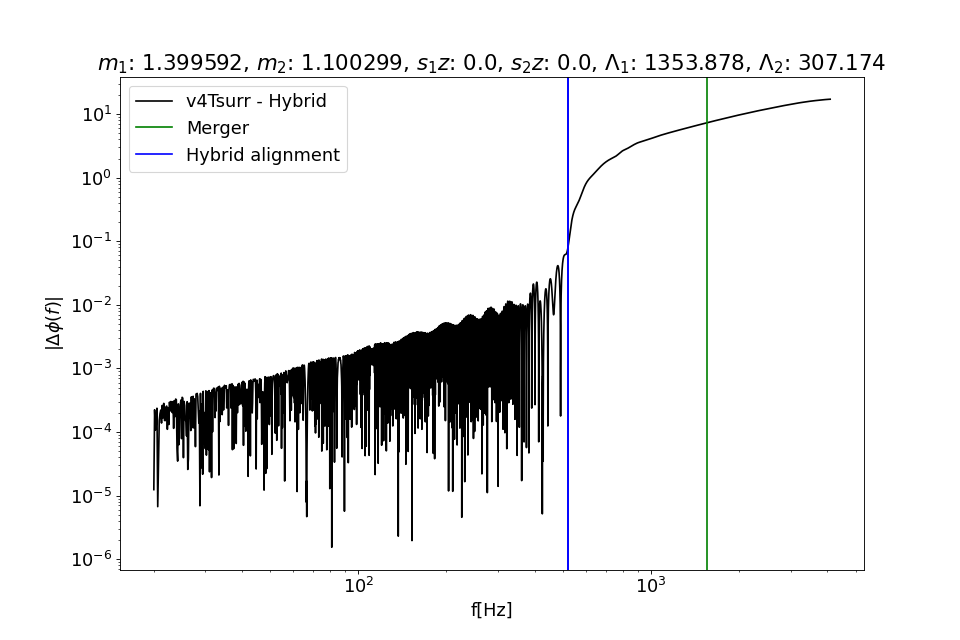 m₁: 1.399592, m₂: 1.100299, s₁z: 0.0, s₂z: 0.0, Λ₁: 1353.878, Λ₂: 307.174
v4Tsurr - Hybrid
Merger
Hybrid alignment
|Δϕ(f)|
10¹
10⁰
10⁻¹
10⁻²
10⁻³
10⁻⁴
10⁻⁵
10⁻⁶
10² 10³
f[Hz]